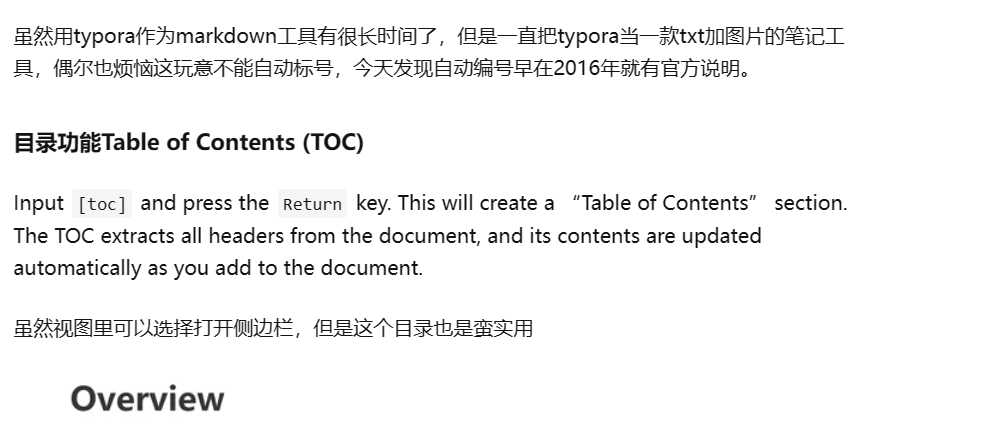 虽然用typora作为markdown工具有很长时间了，但是一直把typora当一款txt加图片的笔记工
具，偶尔也烦恼这玩意不能自动标号，今天发现自动编号早在2016年就有官方说明。
目录功能Table of Contents (TOC)
Input [toc] and press the Return key. This will create a “Table of Contents” section.
The TOC extracts all headers from the document, and its contents are updated
automatically as you add to the document.
虽然视图里可以选择打开侧边栏，但是这个目录也是蛮实用
Overview